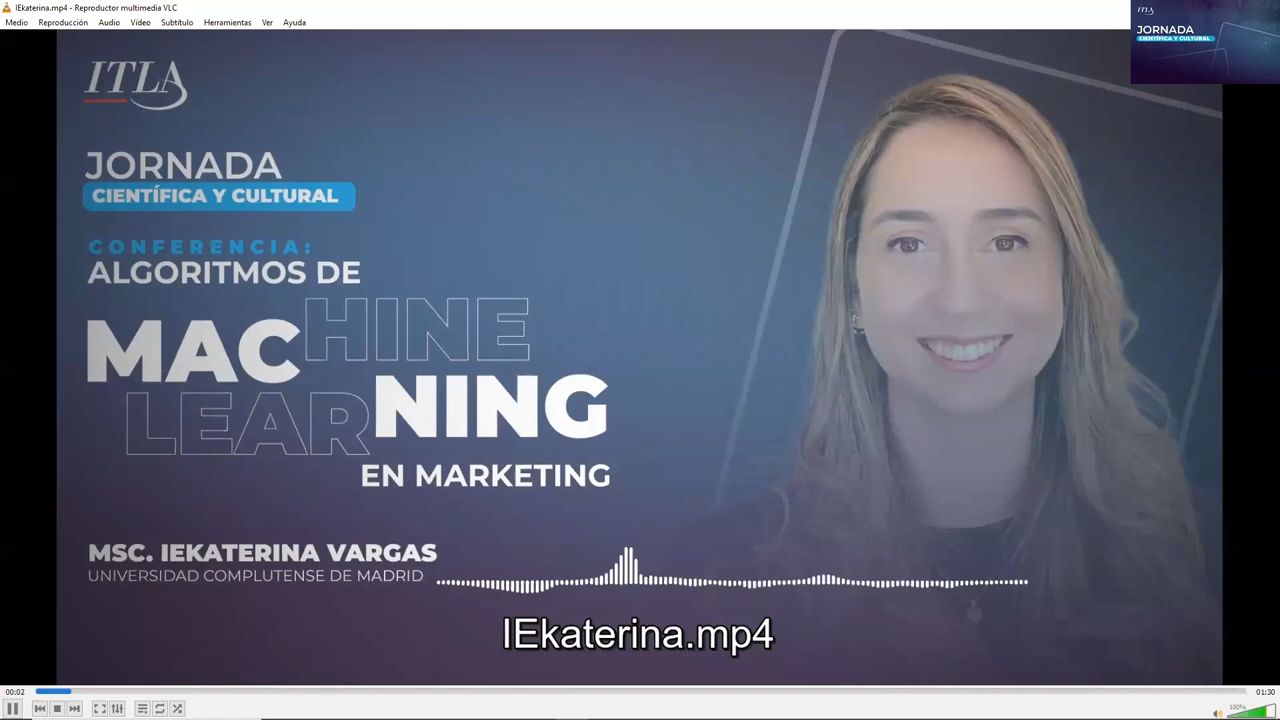 IEkaterina.mp4 - Reproductor multimedia VLC
Medio Reproducción Audio Vídeo Subtítulo Herramientas Ver Ayuda
ITLA
JORNADA
CIENTÍFICA Y CULTURAL
ITLA
JORNADA
CIENTÍFICA Y CULTURAL
CONFERENCIA:
ALGORITMOS DE
MACHINE
LEARNING
EN MARKETING
MSC. IEKATERINA VARGAS
UNIVERSIDAD COMPLUTENSE DE MADRID
IEkaterina.mp4
00:02 01:30
100%